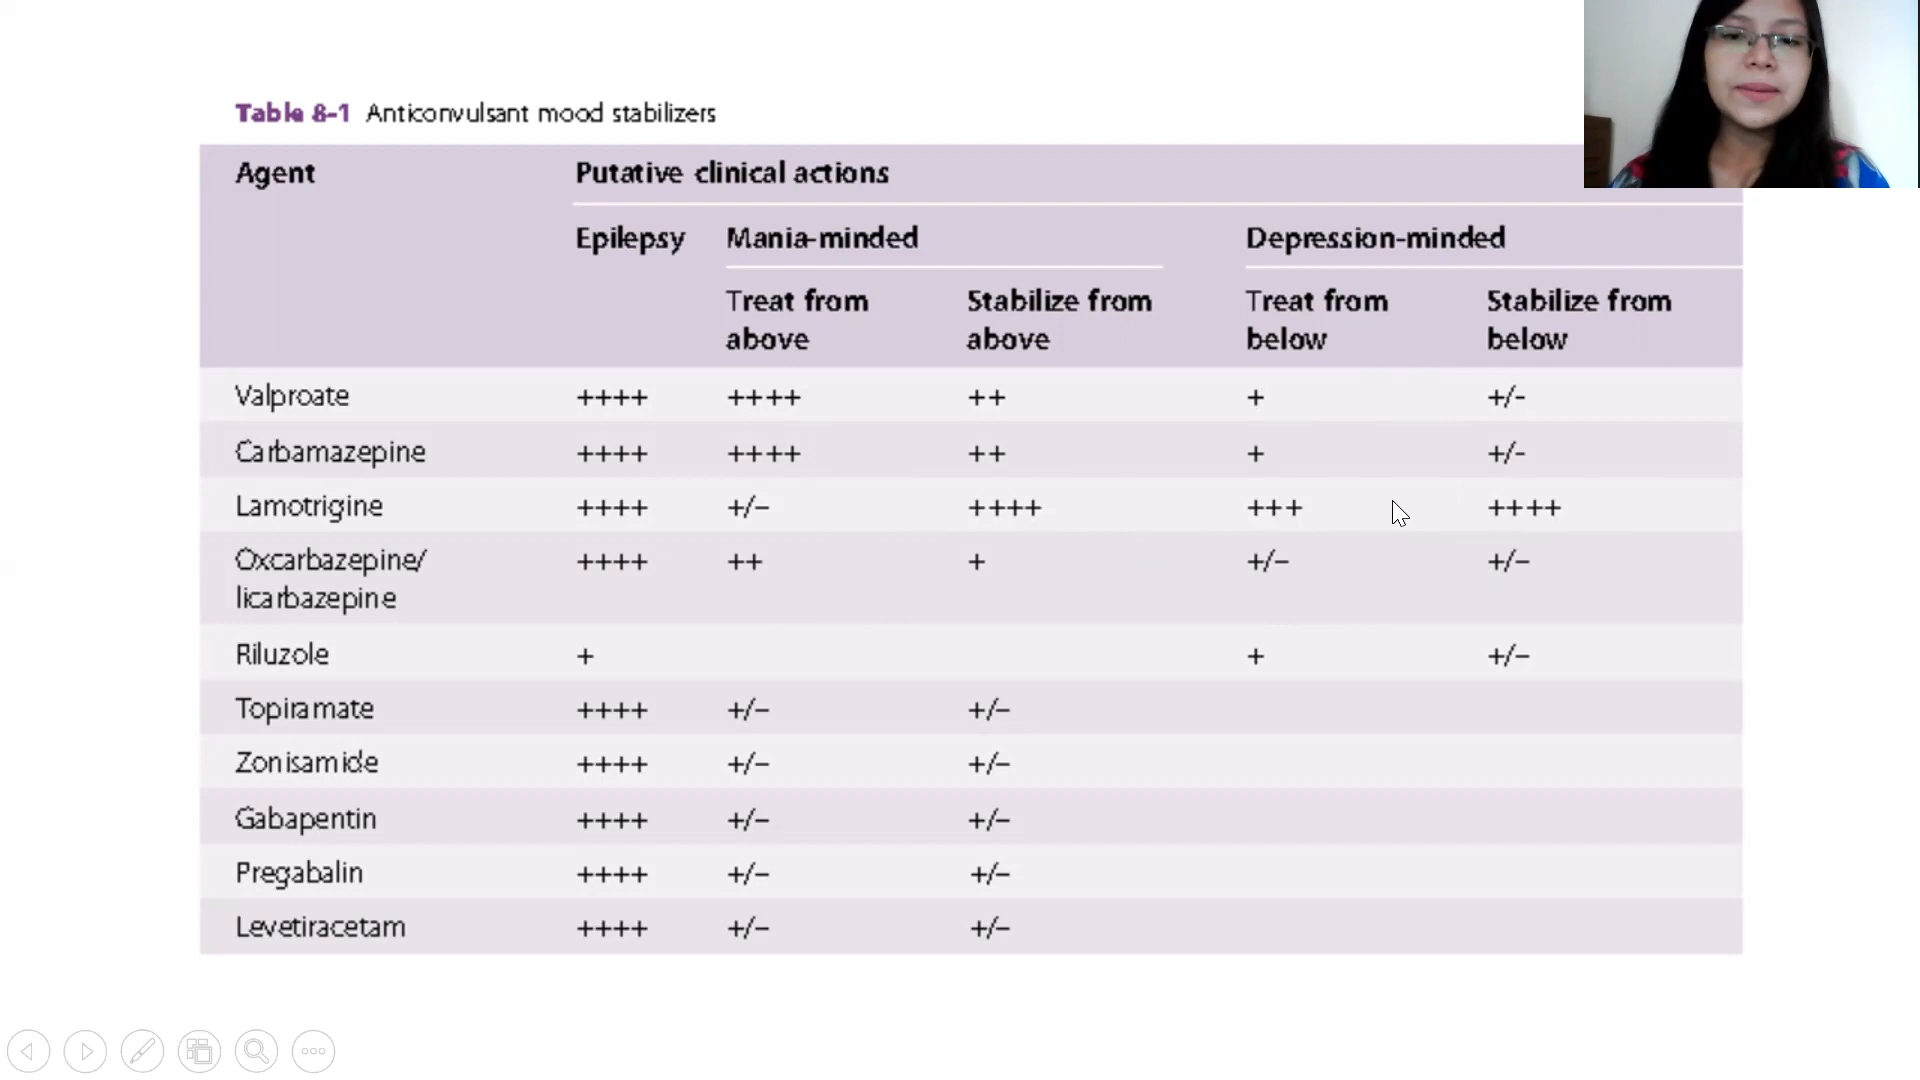 Table 8-1 Anticonvulsant mood stabilizers
Agent Putative clinical actions
Epilepsy Mania-minded Depression-minded
Treat from above Stabilize from above Treat from below Stabilize from below
Valproate ++++ ++++ ++ + +/-
Carbamazepine ++++ ++++ ++ + +/-
Lamotrigine ++++ +/– ++++ +++ ++++
Oxcarbazepine/ ++++ ++ + +/– +/–
licarbazepine
Riluzole + + +/–
Topiramate ++++ +/– +/–
Zonisamide ++++ +/– +/–
Gabapentin ++++ +/– +/–
Pregabalin ++++ +/– +/–
Levetiracetam ++++ +/– +/–